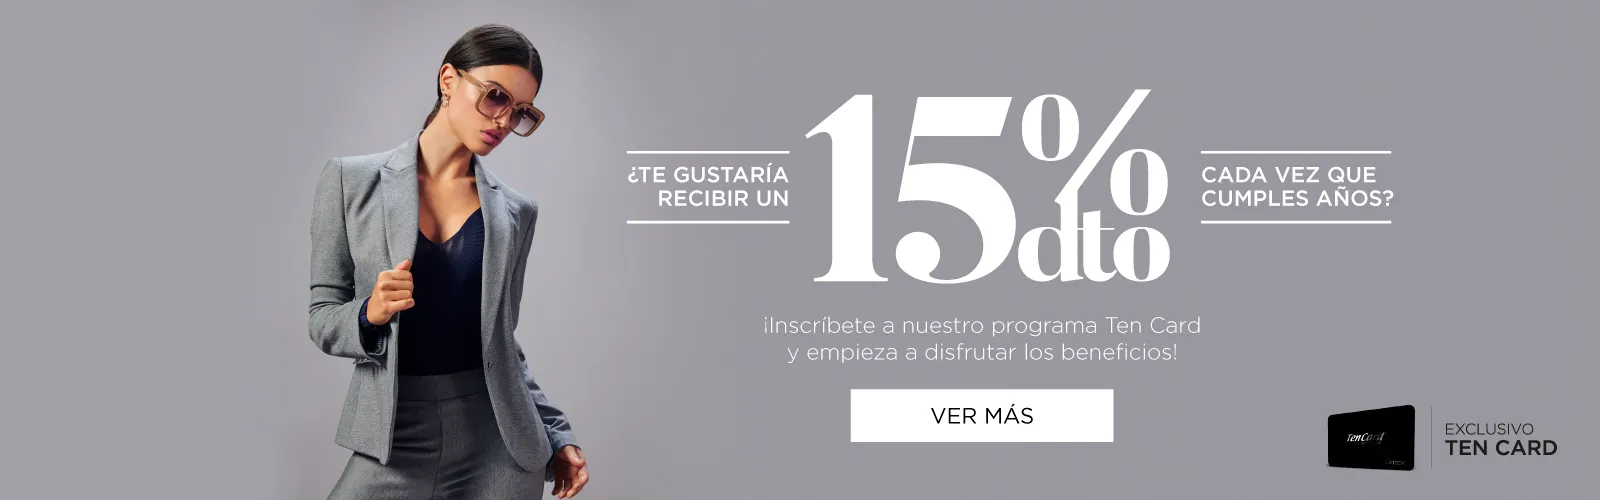 ¿TE GUSTARÍA
RECIBIR UN
15%
dto
CADA VEZ QUE
CUMPLES AÑOS?
¡Inscríbete a nuestro programa Ten Card
y empieza a disfrutar los beneficios!
VER MÁS
TenCard
EXCLUSIVO
TEN CARD